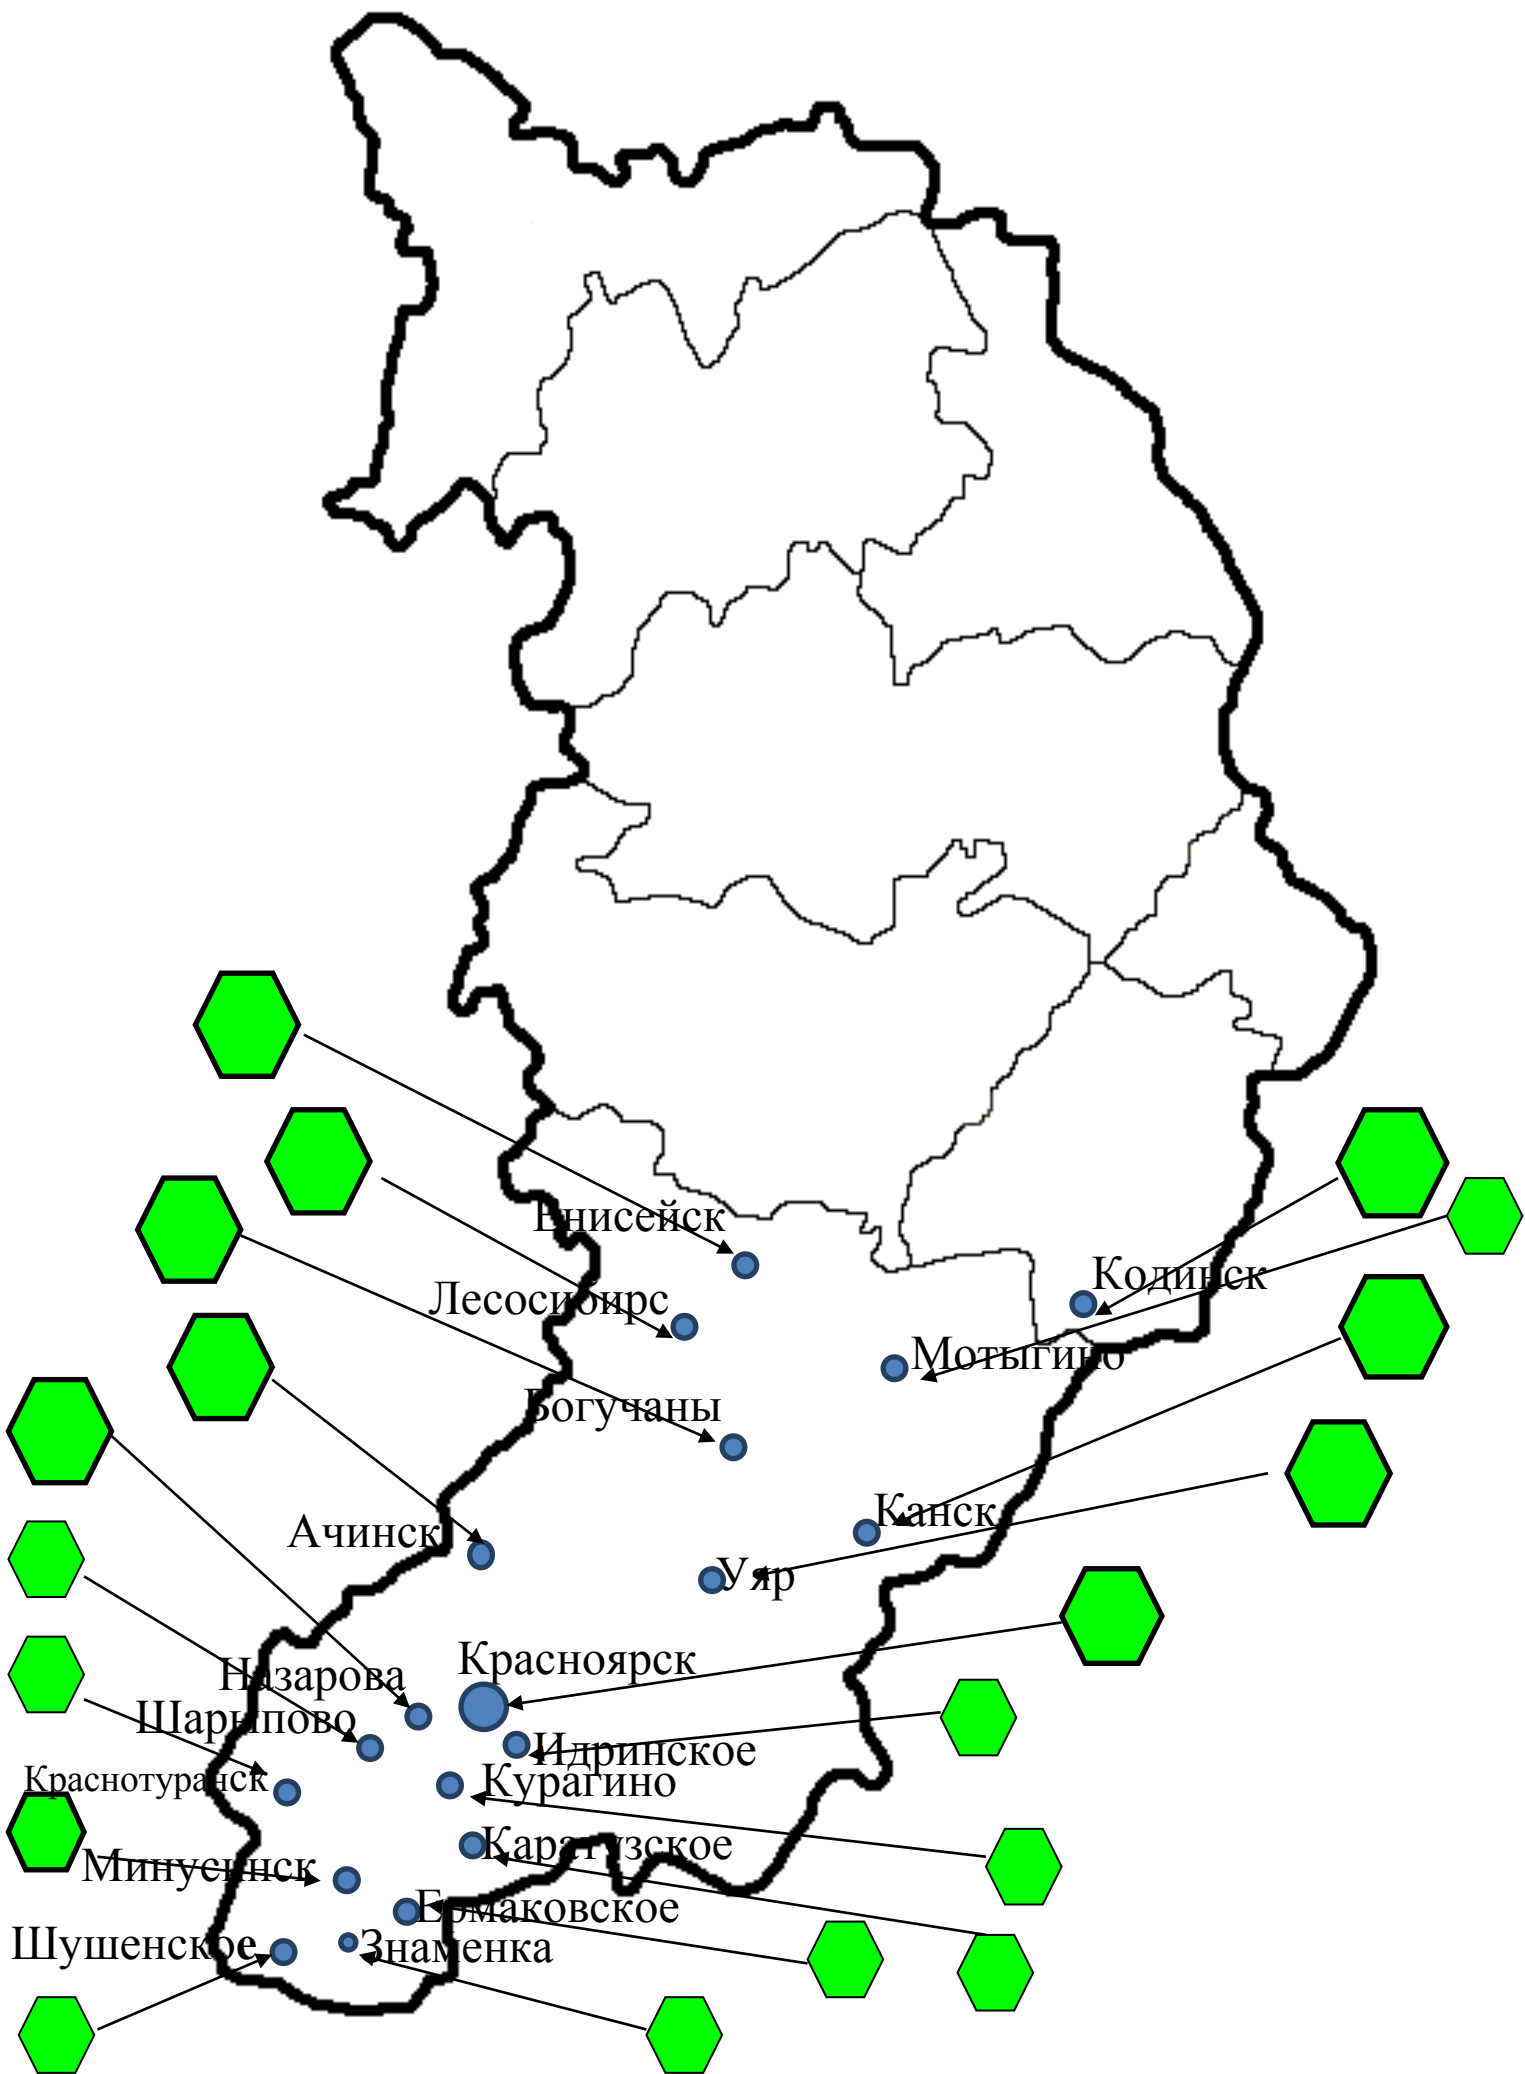 Енисейск
Кодинск
Лесосибирс
Мотыгино
Богучаны
Канск
Ачинск
Уяр
Красноярск
Назарова
Шарыпово
Идринское
Краснотуранск
Курагино
Каратузское
Минусинск
Ермаковское
Шушенское
Знаменка